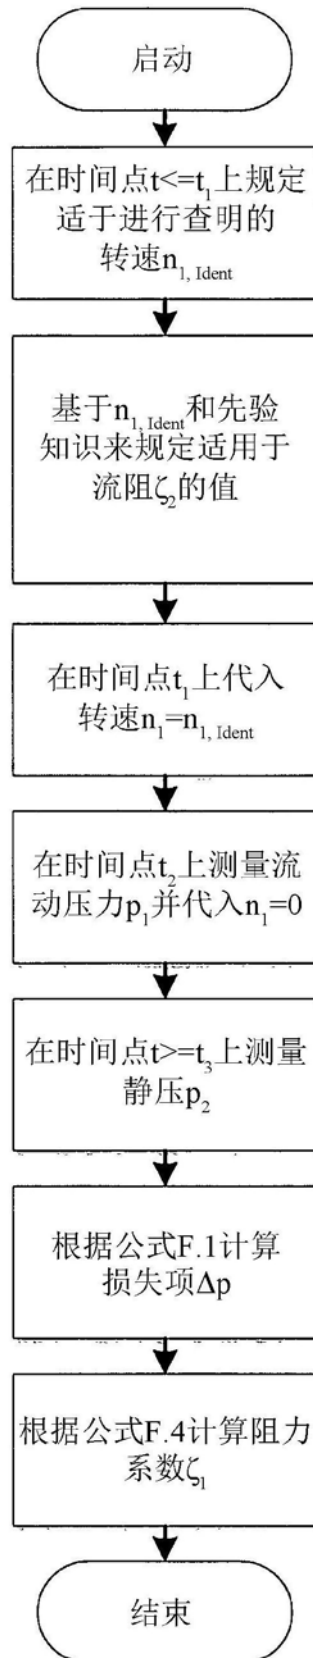 启动
在时间点t<=t₁上规定
适于进行查明的
转速n₁, Ident
基于n₁, Ident和先验
知识来规定适用于
流阻ζ₂的值
在时间点t₁上代入
转速n₁=n₁, Ident
在时间点t₂上测量流
动压力p₁并代入n₁=0
在时间点t>=t₃上测量
静压p₂
根据公式F.1计算
损失项Δp
根据公式F.4计算阻力
系数ζ₁
结束